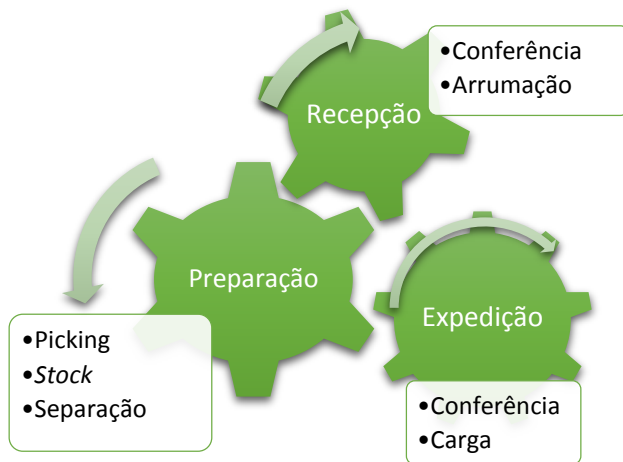 Recepção
•Conferência
•Arrumação
Preparação
•Picking
•Stock
•Separação
Expedição
•Conferência
•Carga